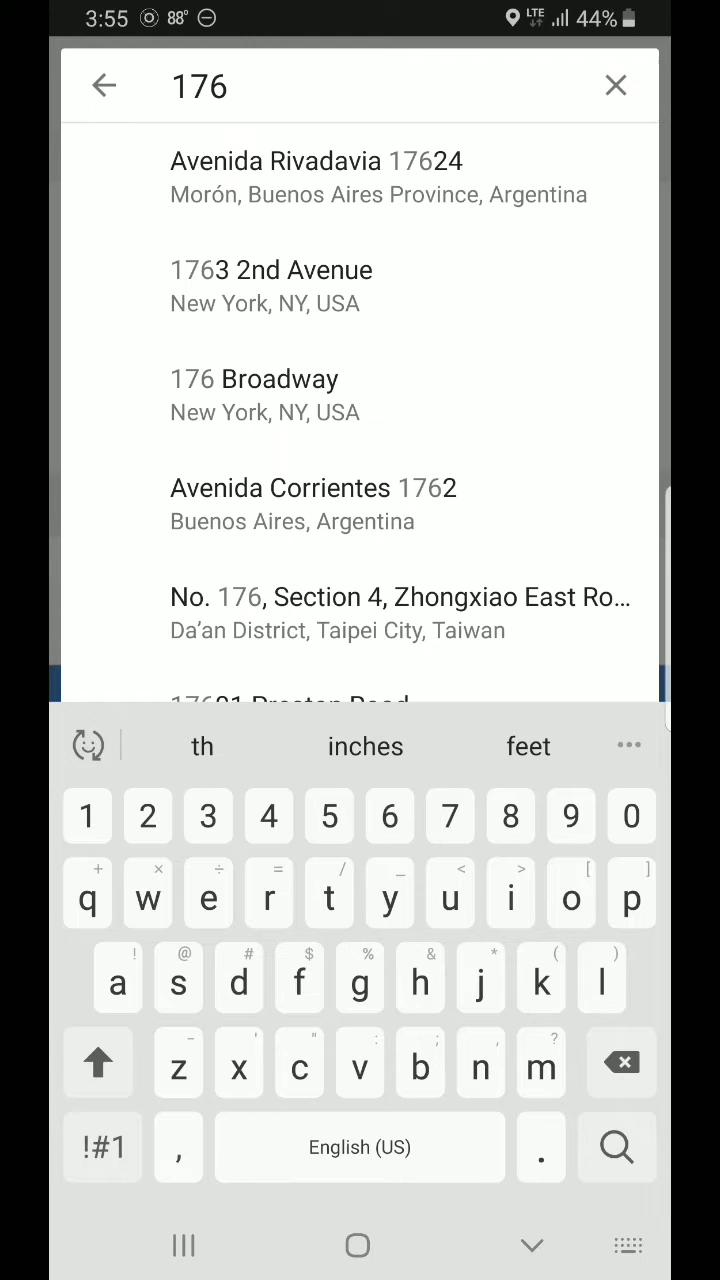 3:55 88° LTE 44%
176
Avenida Rivadavia 17624
Morón, Buenos Aires Province, Argentina
1763 2nd Avenue
New York, NY, USA
176 Broadway
New York, NY, USA
Avenida Corrientes 1762
Buenos Aires, Argentina
No. 176, Section 4, Zhongxiao East Ro...
Da’an District, Taipei City, Taiwan
th inches feet
1 2 3 4 5 6 7 8 9 0
+ × ÷ = / _ < > [ ]
q w e r t y u i o p
! @ # $ % & * ( )
a s d f g h j k l
- ' " : ; , ?
z x c v b n m
!#1 , English (US) .